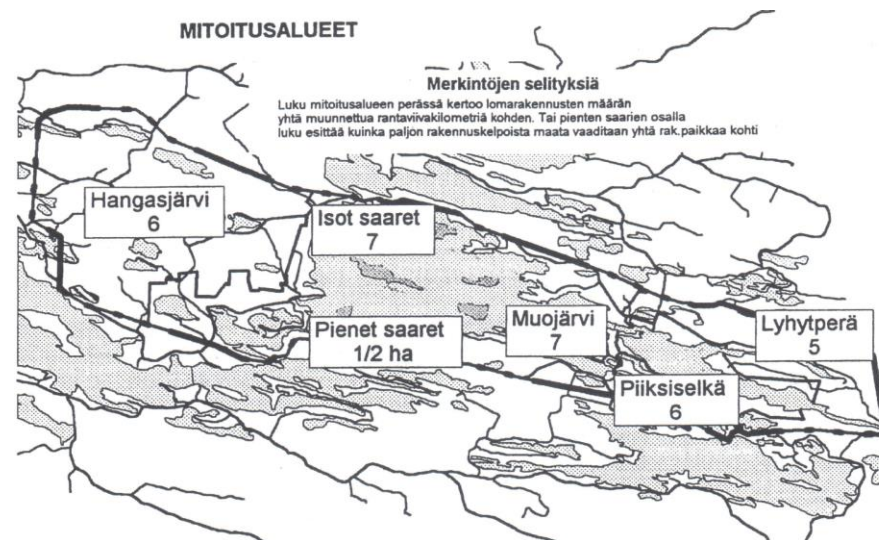 MITOITUSALUEET
Merkintöjen selityksiä
Luku mitoitusalueen perässä kertoo lomarakennusten määrän
yhtä muunnettua rantaviivakilometriä kohden. Tai pienten saarien osalla
luku esittää kuinka paljon rakennuskelpoista maata vaaditaan yhtä rak.paikkaa kohti
Hangasjärvi
6
Isot saaret
7
Pienet saaret
1/2 ha
Muojärvi
7
Lyhytperä
5
Piiksiselkä
6